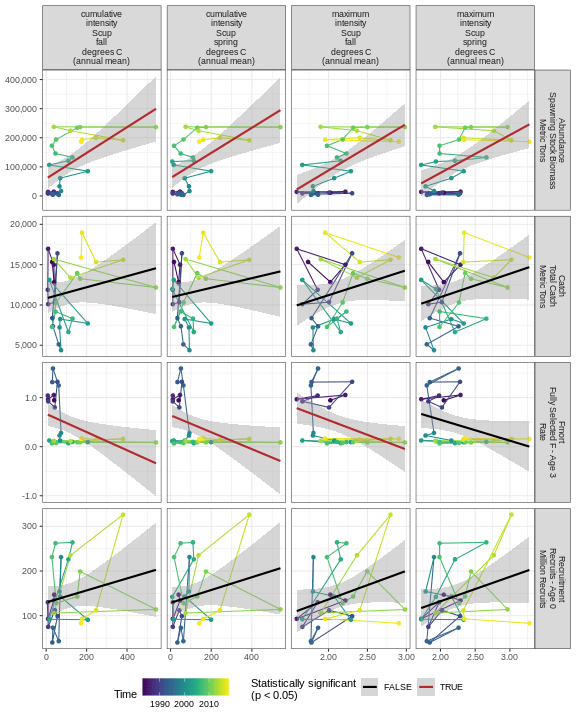 cumulative
intensity
Scup
fall
degrees C
(annual mean)
cumulative
intensity
Scup
spring
degrees C
(annual mean)
maximum
intensity
Scup
fall
degrees C
(annual mean)
maximum
intensity
Scup
spring
degrees C
(annual mean)
400,000
300,000
200,000
100,000
0
Abundance
Spawning Stock Biomass
Metric Tons
20,000
15,000
10,000
5,000
Catch
Total Catch
Metric Tons
1.0
0.0
-1.0
Fmort
Fully Selected F - Age 3
Rate
300
200
100
Recruitment
Recruits - Age 0
Million Recruits
0 200 400
0 200 400
2.00 2.50 3.00
2.00 2.50 3.00
Time
1990 2000 2010
Statistically significant
(p < 0.05)
FALSE
TRUE